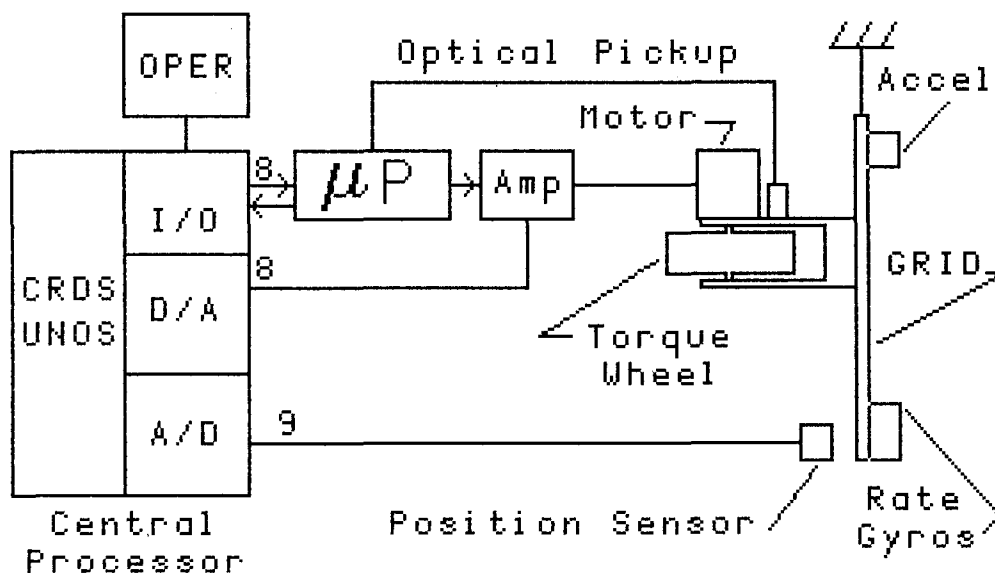 OPER
Optical Pickup
Accel
Motor
8
μP
Amp
I/O
CRDS
UNOS
8
D/A
GRID
Torque
Wheel
A/D
9
Central
Processor
Position Sensor
Rate
Gyros